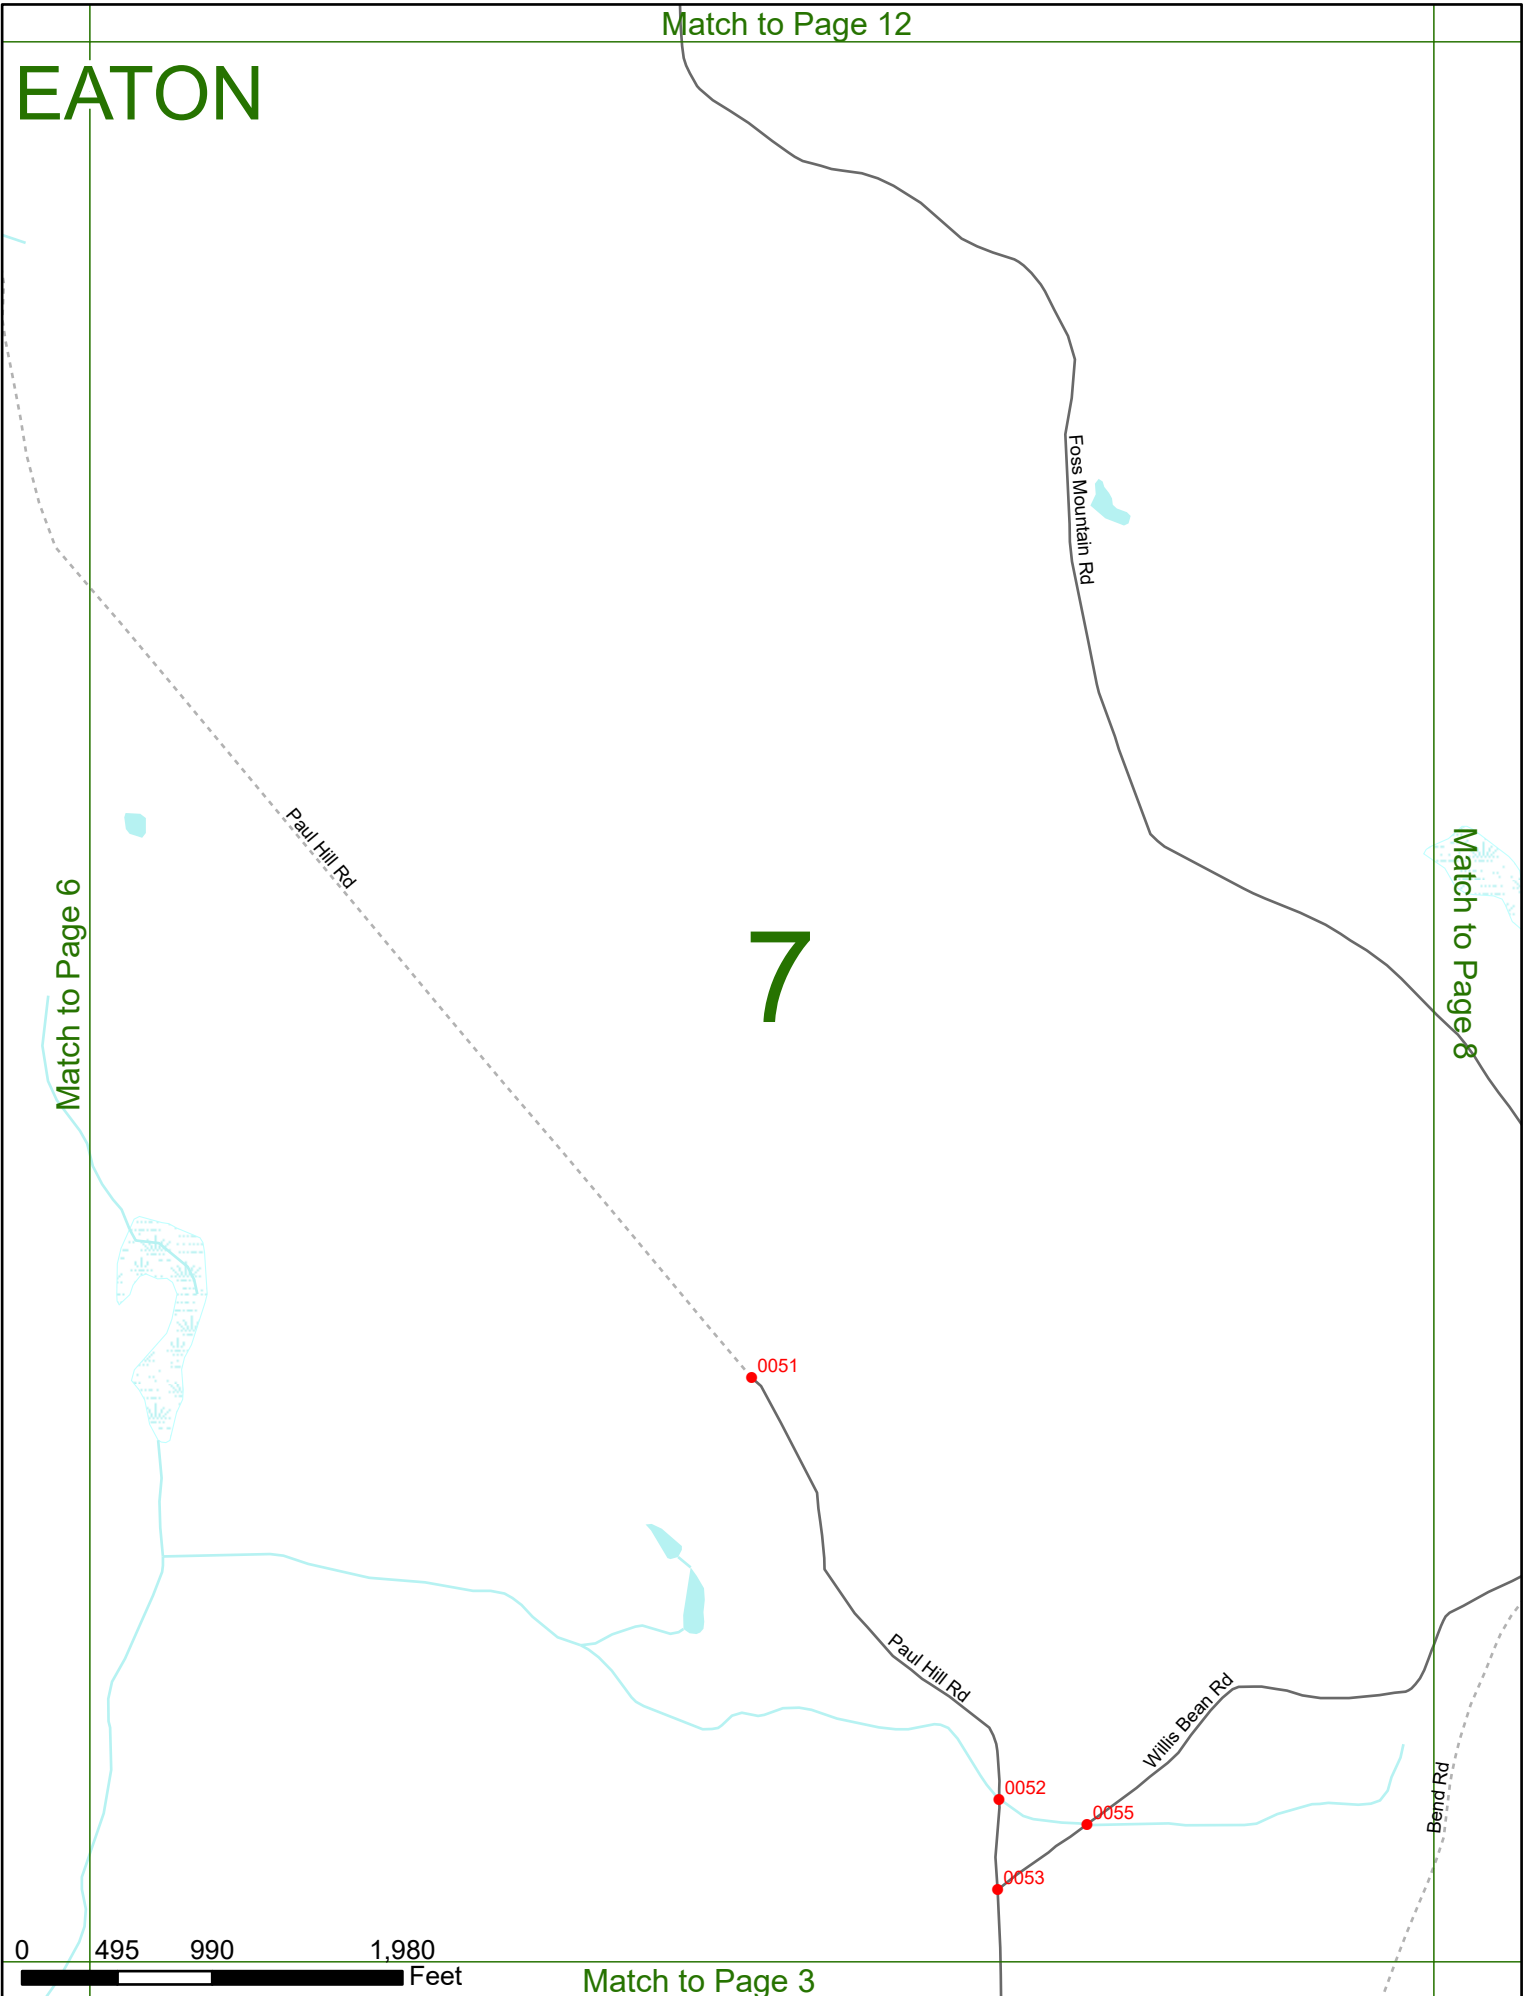 Match to Page 12
EATON
Foss Mountain Rd
Paul Hill Rd
Match to Page 6
7
Match to Page 8
0051
Paul Hill Rd
Willis Bean Rd
0052
0055
Bend Rd
0053
0 495 990 1,980
Feet
Match to Page 3